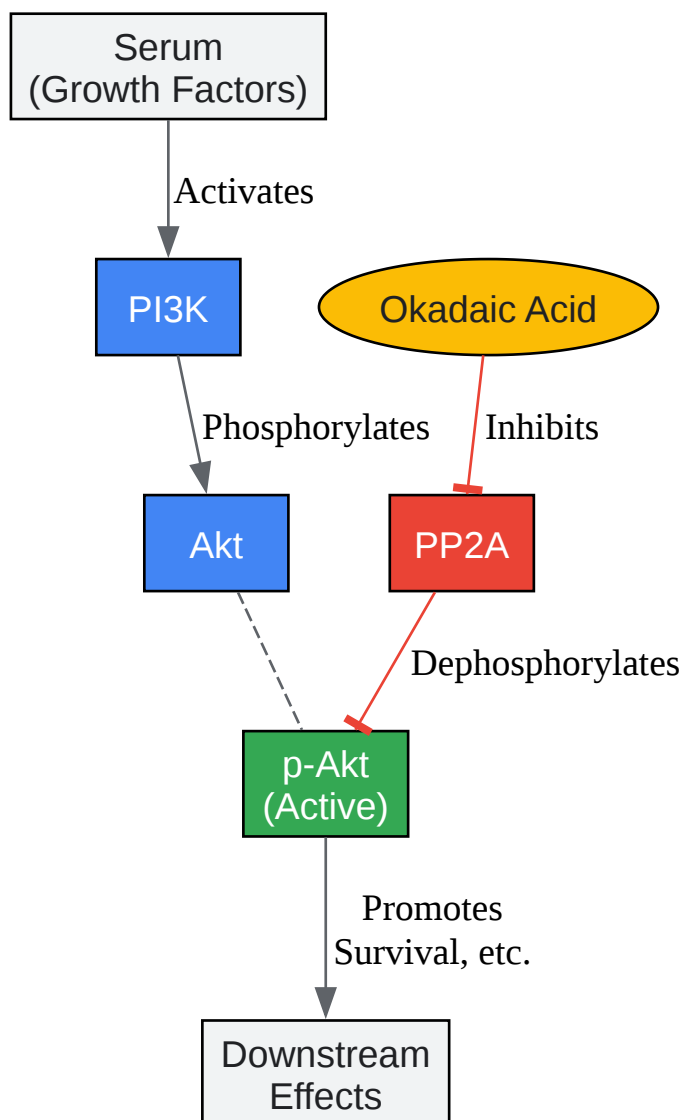 Serum
(Growth Factors)
Activates
PI3K
Okadaic Acid
Phosphorylates
Inhibits
Akt
PP2A
Dephosphorylates
p-Akt
(Active)
Promotes
Survival, etc.
Downstream
Effects